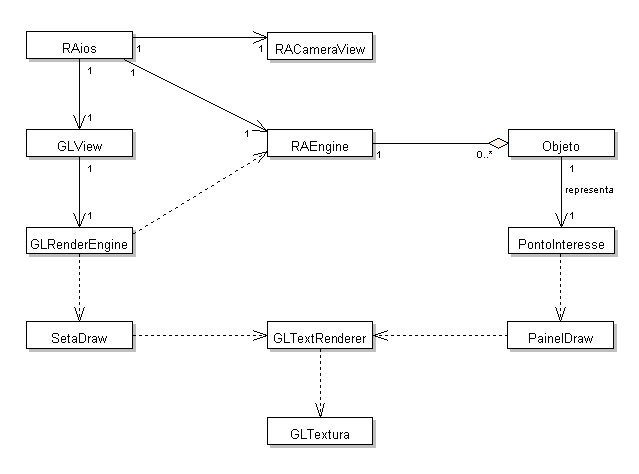 RAios
1
1
RACameraView
1
1
1
1
GLView
RAEngine
1
0..*
Objeto
1
1
representa
1
1
GLRenderEngine
PontoInteresse
SetaDraw
GLTextRenderer
PainelDraw
GLTextura